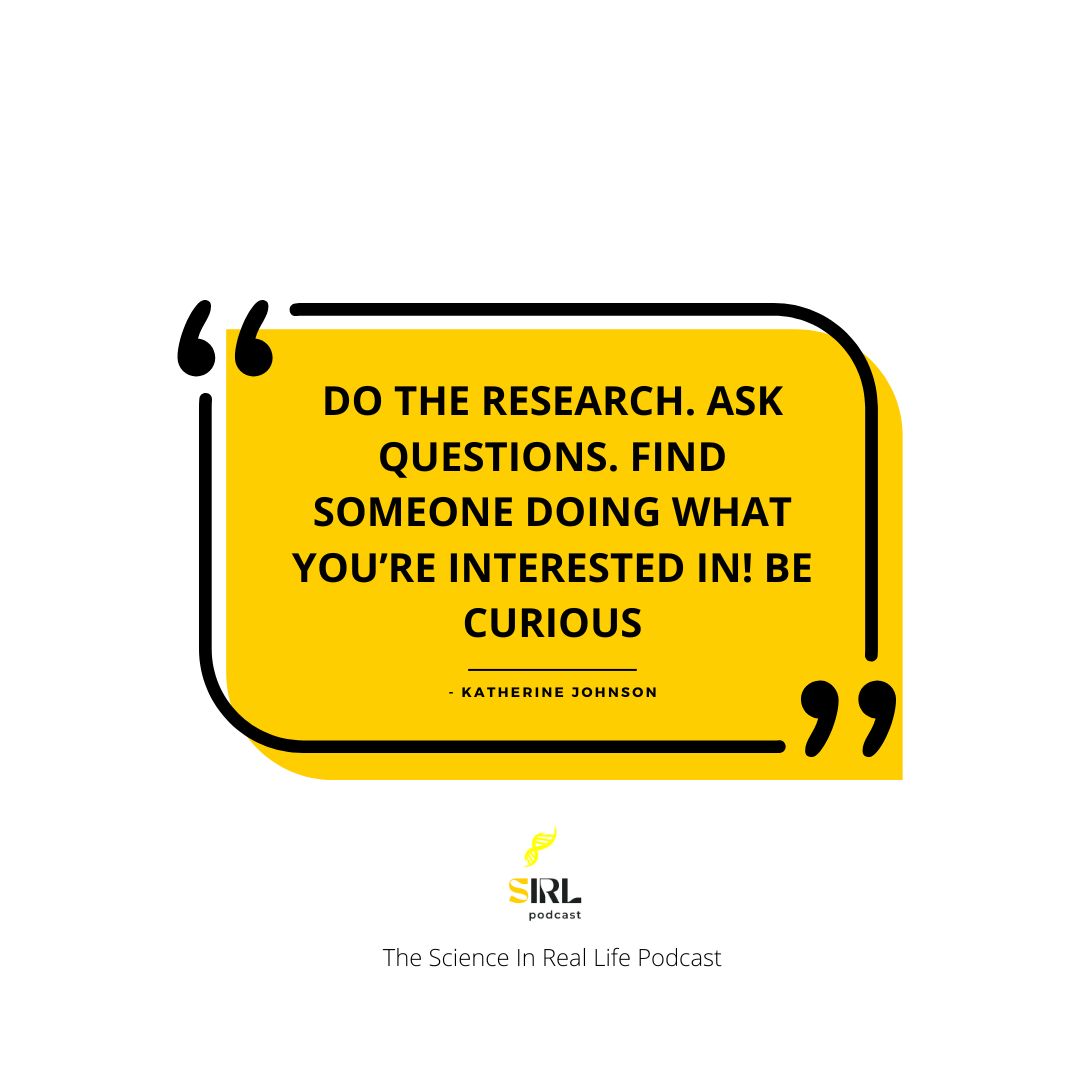 “
DO THE RESEARCH. ASK
QUESTIONS. FIND
SOMEONE DOING WHAT
YOU’RE INTERESTED IN! BE
CURIOUS
- KATHERINE JOHNSON
”
SIRL
podcast
The Science In Real Life Podcast